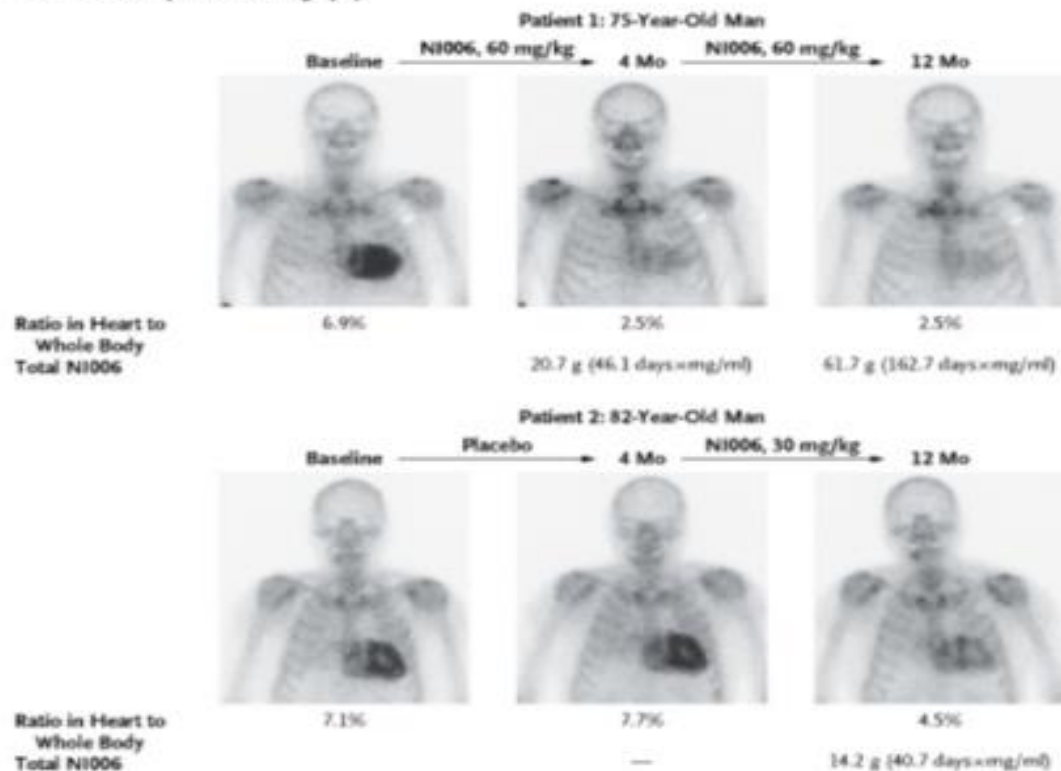 Patient 1: 75-Year-Old Man
Baseline NI006, 60 mg/kg 4 Mo NI006, 60 mg/kg 12 Mo
Ratio in Heart to Whole Body 6.9% 2.5% 2.5%
Total NI006 20.7 g (46.1 days×mg/ml) 61.7 g (162.7 days×mg/ml)
Patient 2: 82-Year-Old Man
Baseline Placebo 4 Mo NI006, 30 mg/kg 12 Mo
Ratio in Heart to Whole Body 7.1% 7.7% 4.5%
Total NI006 — 14.2 g (40.7 days×mg/ml)